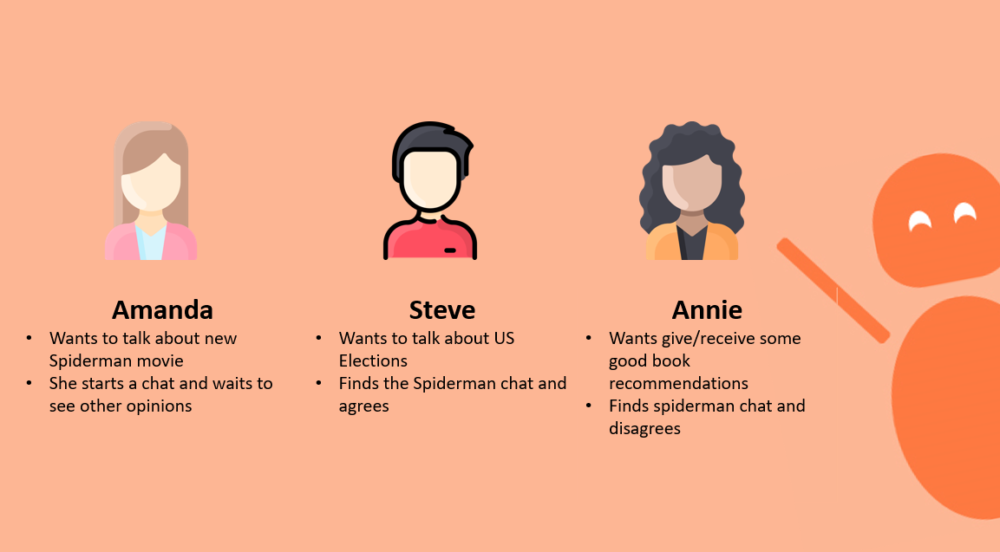 Amanda
• Wants to talk about new
Spiderman movie
• She starts a chat and waits to
see other opinions
Steve
• Wants to talk about US
Elections
• Finds the Spiderman chat and
agrees
Annie
• Wants give/receive some
good book
recommendations
• Finds spiderman chat and
disagrees